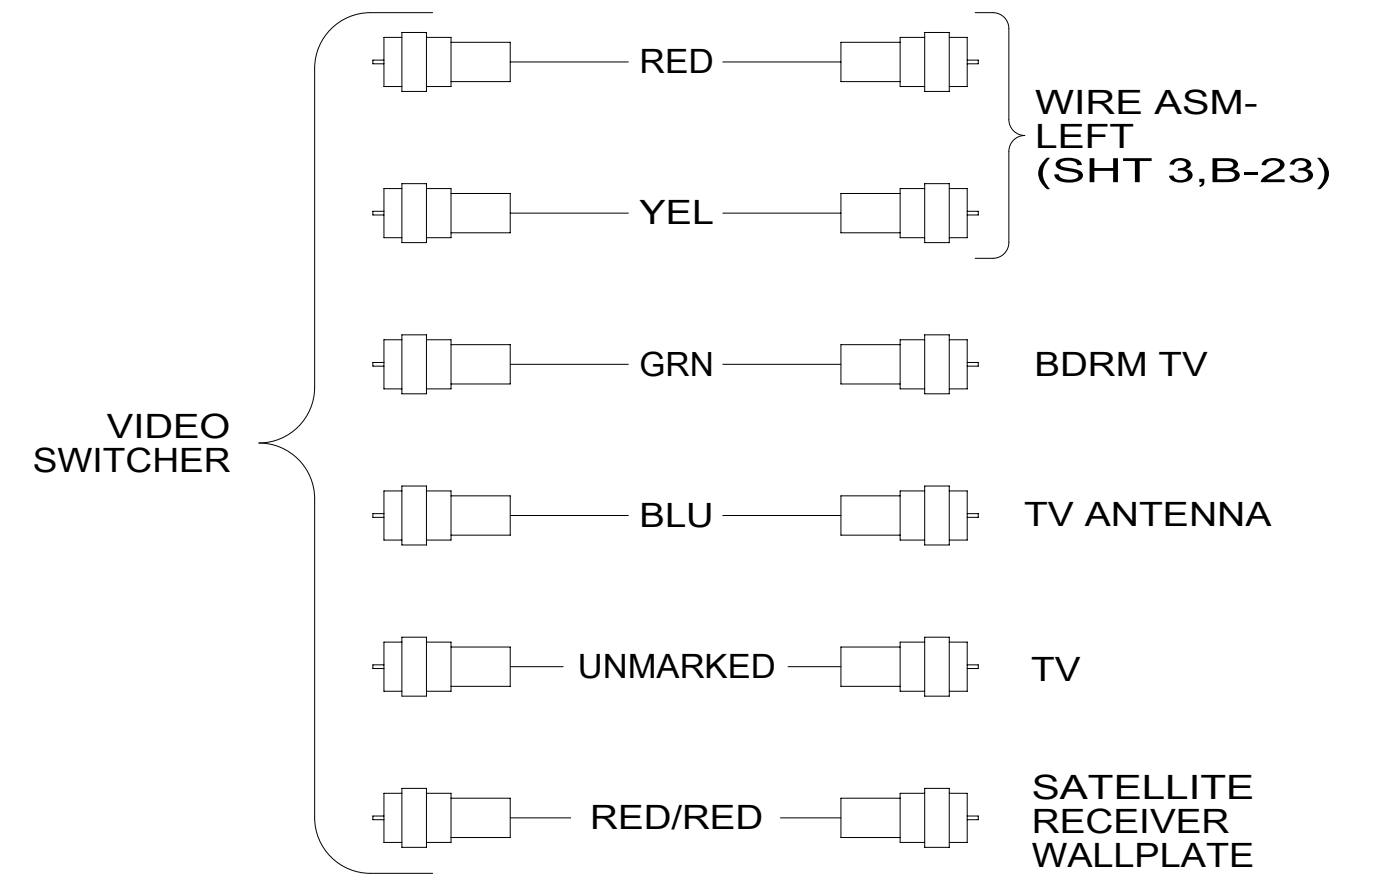 RED
WIRE ASM-
LEFT
(SHT 3,B-23)
YEL
GRN
BDRM TV
VIDEO
SWITCHER
BLU
TV ANTENNA
UNMARKED
TV
RED/RED
SATELLITE
RECEIVER
WALLPLATE